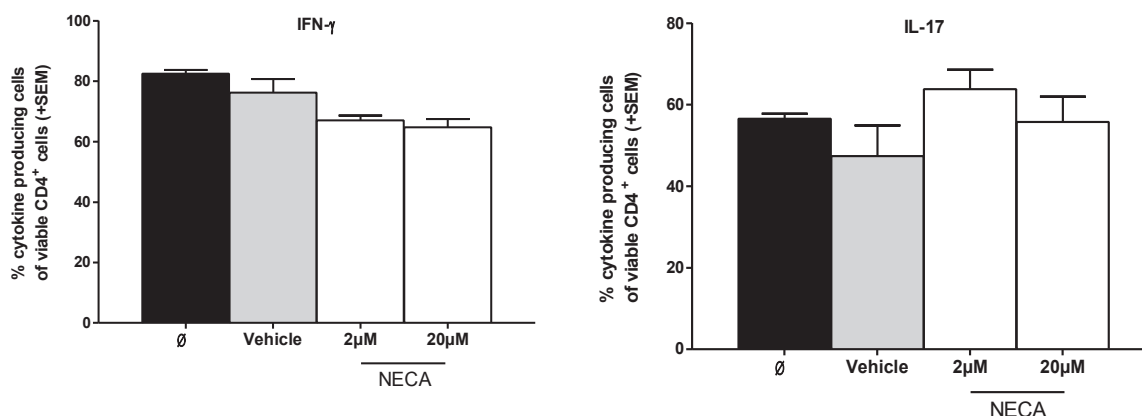 IFN-γ
% cytokine producing cells
of viable CD4⁺ cells (+SEM)
100
80
60
40
20
0
ø
Vehicle
2µM
20µM
NECA
IL-17
% cytokine producing cells
of viable CD4⁺ cells (+SEM)
80
60
40
20
0
ø
Vehicle
2µM
20µM
NECA